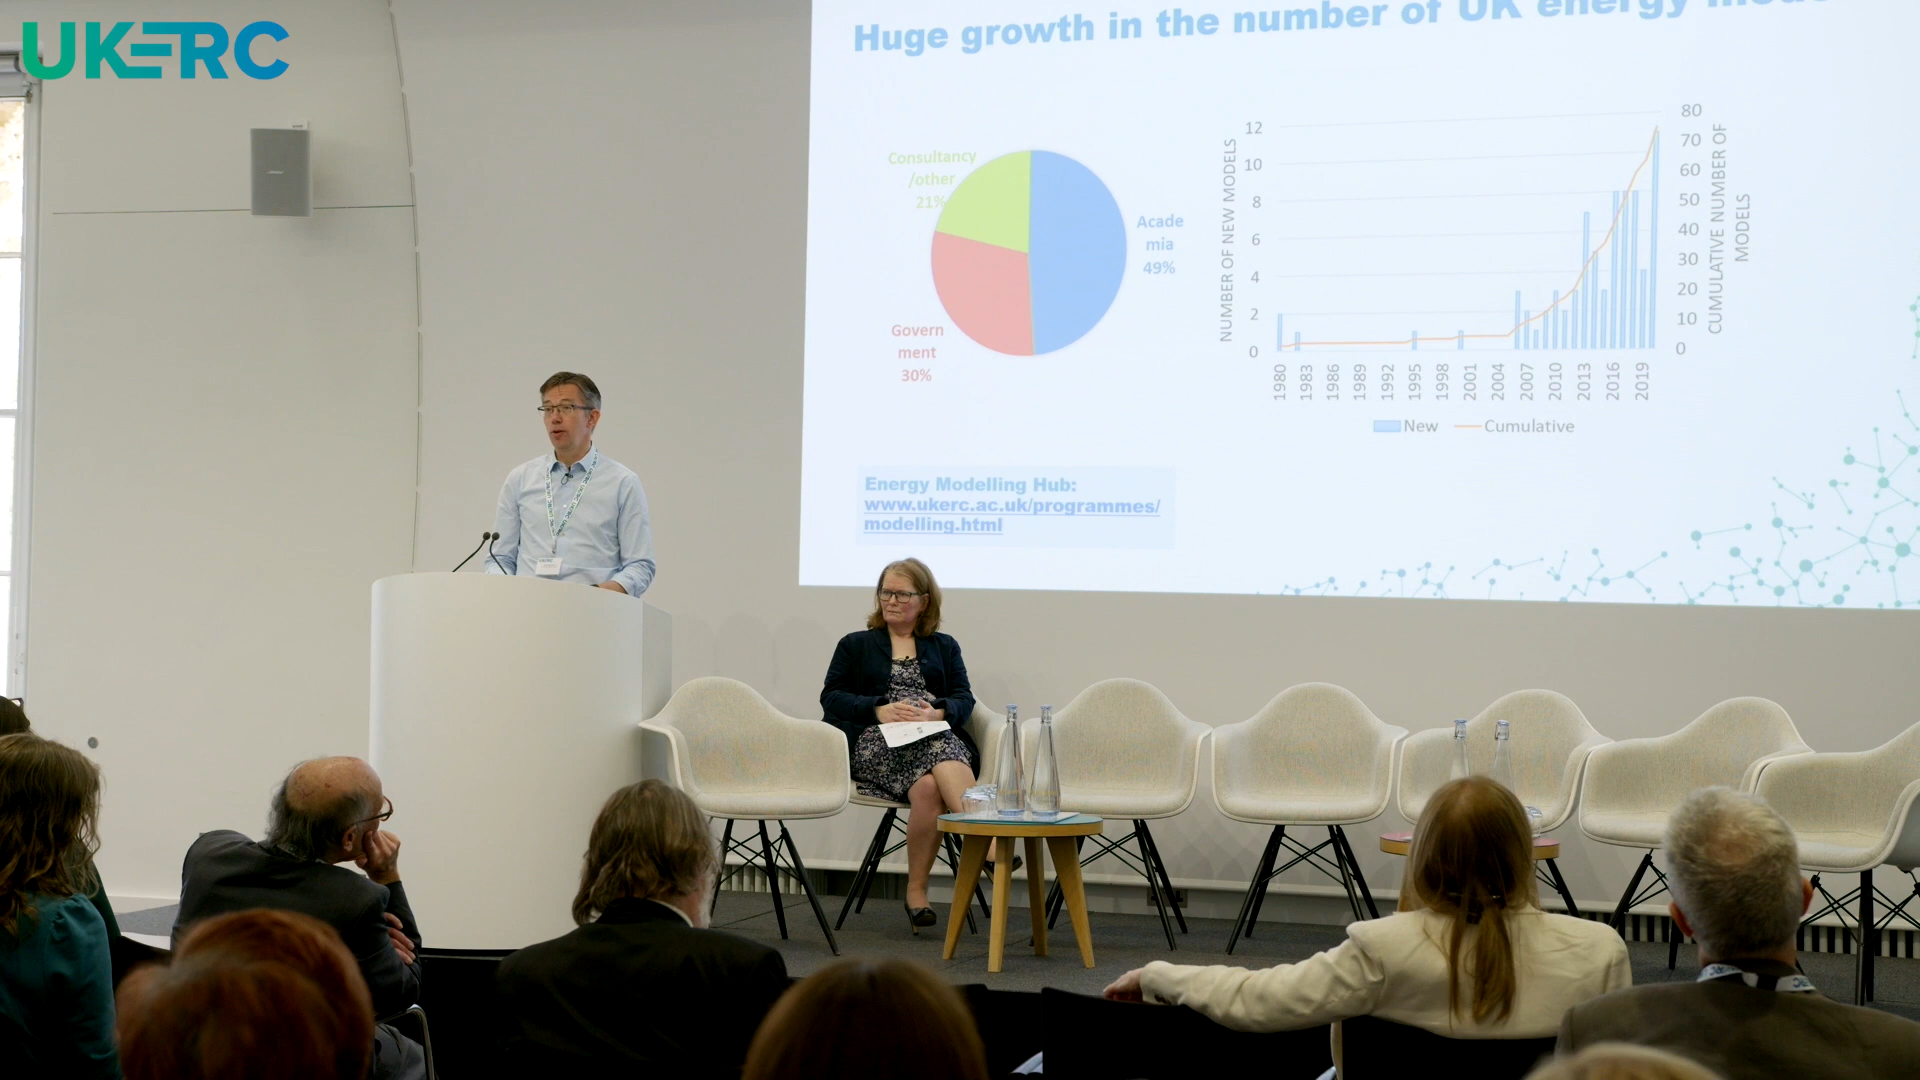 UKERC
Huge growth in the number of UK energy
Consultancy
/other
21%
Acade
mia
49%
Govern
ment
30%
NUMBER OF NEW MODELS
12
10
8
6
4
2
0
80
70
60
50
40
30
20
10
0
CUMULATIVE NUMBER OF
MODELS
1980
1983
1986
1989
1992
1995
1998
2001
2004
2007
2010
2013
2016
2019
New
Cumulative
Energy Modelling Hub:
www.ukerc.ac.uk/programmes/
modelling.html